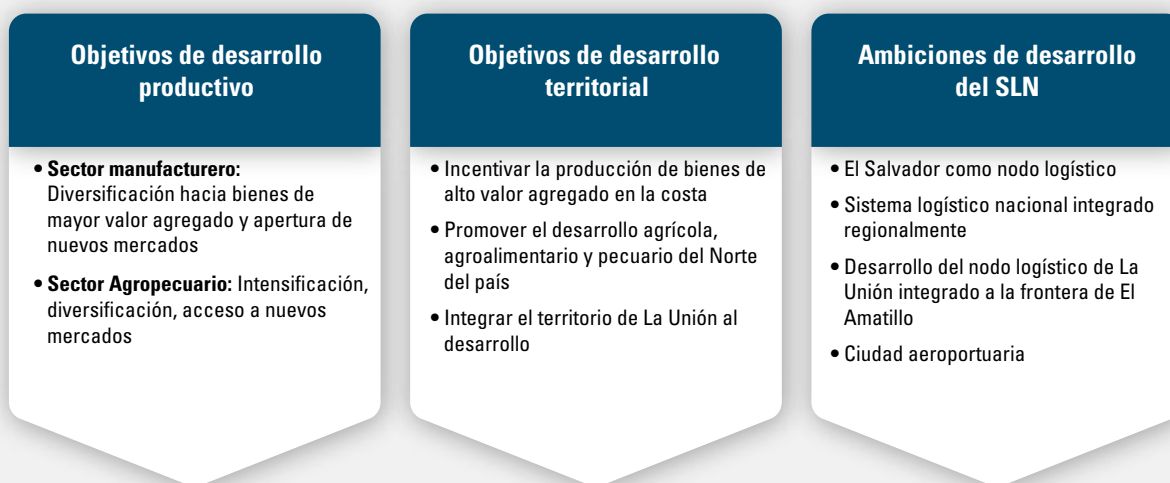 Objetivos de desarrollo
productivo
• Sector manufacturero:
Diversificación hacia bienes de
mayor valor agregado y apertura de
nuevos mercados
• Sector Agropecuario: Intensificación,
diversificación, acceso a nuevos
mercados
Objetivos de desarrollo
territorial
• Incentivar la producción de bienes de
alto valor agregado en la costa
• Promover el desarrollo agrícola,
agroalimentario y pecuario del Norte
del país
• Integrar el territorio de La Unión al
desarrollo
Ambiciones de desarrollo
del SLN
• El Salvador como nodo logístico
• Sistema logístico nacional integrado
regionalmente
• Desarrollo del nodo logístico de La
Unión integrado a la frontera de El
Amatillo
• Ciudad aeroportuaria